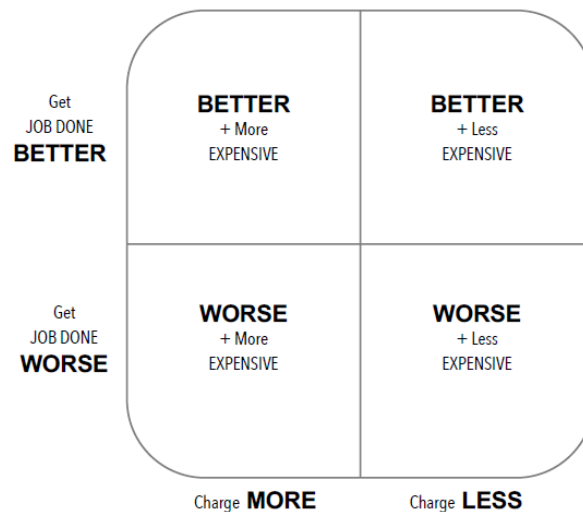 Get
JOB DONE
BETTER
BETTER
+ More
EXPENSIVE
BETTER
+ Less
EXPENSIVE
Get
JOB DONE
WORSE
WORSE
+ More
EXPENSIVE
WORSE
+ Less
EXPENSIVE
Charge MORE
Charge LESS